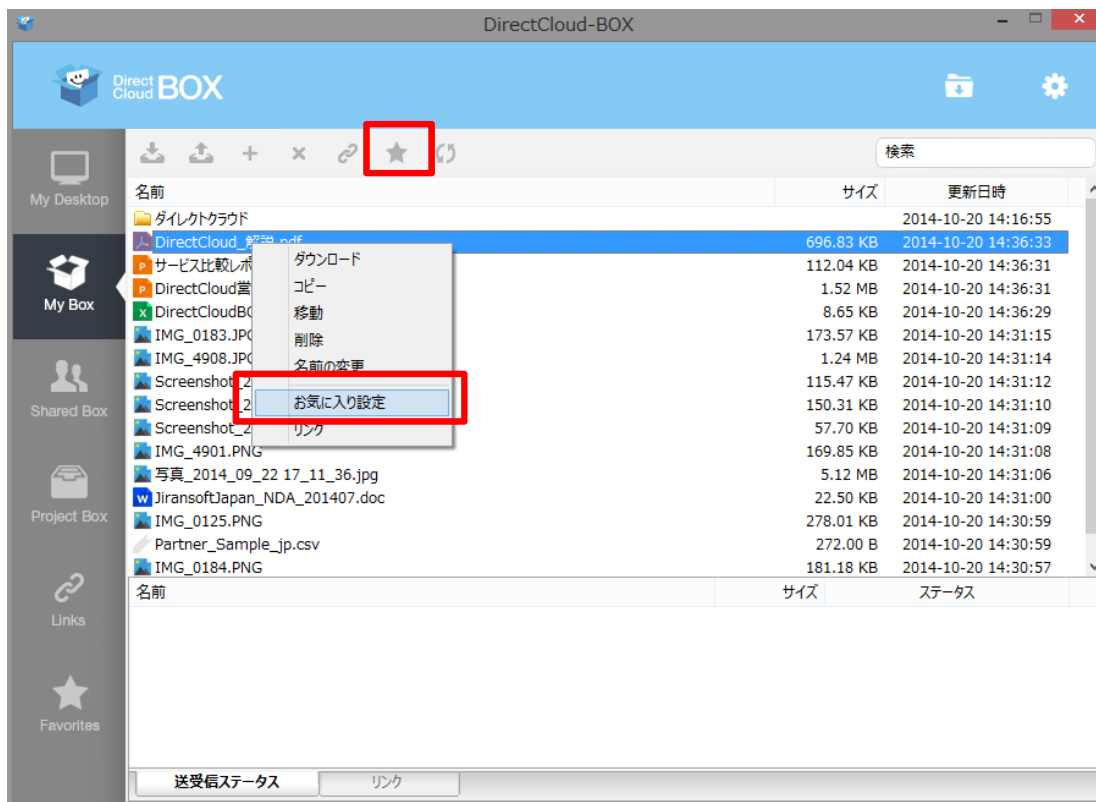 DirectCloud-BOX
Direct Cloud BOX
検索
My Desktop
My Box
Shared Box
Project Box
Links
Favorites
名前 サイズ 更新日時
ダイレクトクラウド 2014-10-20 14:16:55
DirectCloud_解説.pdf 696.83 KB 2014-10-20 14:36:33
サービス比較レポ 112.04 KB 2014-10-20 14:36:31
DirectCloud営 1.52 MB 2014-10-20 14:36:31
DirectCloudBO 8.65 KB 2014-10-20 14:36:29
IMG_0183.JPG 173.57 KB 2014-10-20 14:31:15
IMG_4908.JPG 1.24 MB 2014-10-20 14:31:14
Screenshot_2 115.47 KB 2014-10-20 14:31:12
Screenshot_2 150.31 KB 2014-10-20 14:31:10
Screenshot_2 57.70 KB 2014-10-20 14:31:09
IMG_4901.PNG 169.85 KB 2014-10-20 14:31:08
写真_2014_09_22 17_11_36.jpg 5.12 MB 2014-10-20 14:31:06
JiransoftJapan_NDA_201407.doc 22.50 KB 2014-10-20 14:31:00
IMG_0125.PNG 278.01 KB 2014-10-20 14:30:59
Partner_Sample_jp.csv 272.00 B 2014-10-20 14:30:59
IMG_0184.PNG 181.18 KB 2014-10-20 14:30:57
ダウンロード
コピー
移動
削除
名前の変更
お気に入り設定
リンク
名前 サイズ ステータス
送受信ステータス リンク